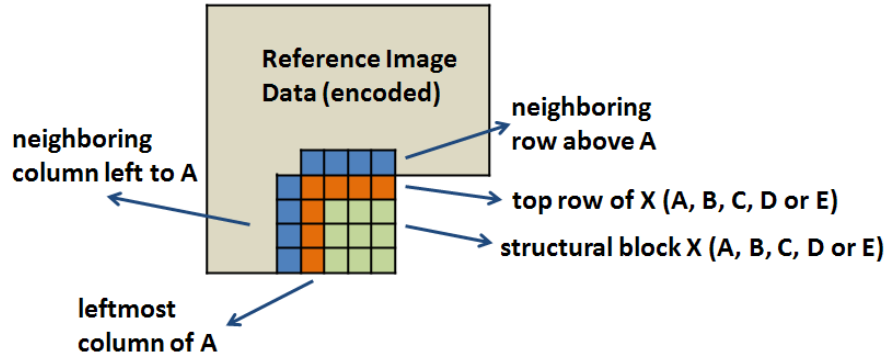 Reference Image
Data (encoded)
neighboring
row above A
neighboring
column left to A
top row of X (A, B, C, D or E)
structural block X (A, B, C, D or E)
leftmost
column of A